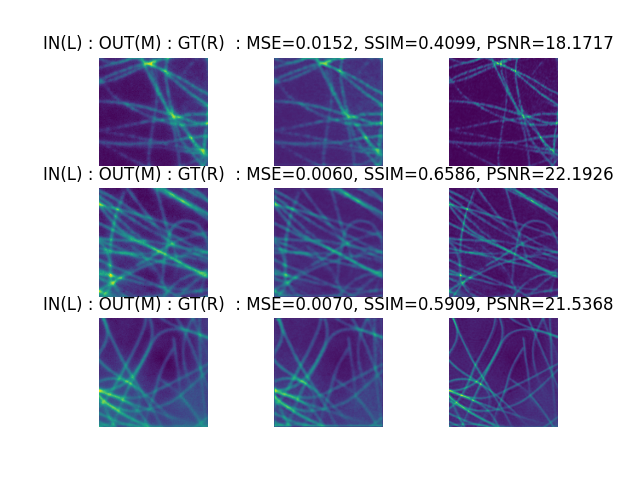 IN(L) : OUT(M) : GT(R)  : MSE=0.0152, SSIM=0.4099, PSNR=18.1717
IN(L) : OUT(M) : GT(R)  : MSE=0.0060, SSIM=0.6586, PSNR=22.1926
IN(L) : OUT(M) : GT(R)  : MSE=0.0070, SSIM=0.5909, PSNR=21.5368